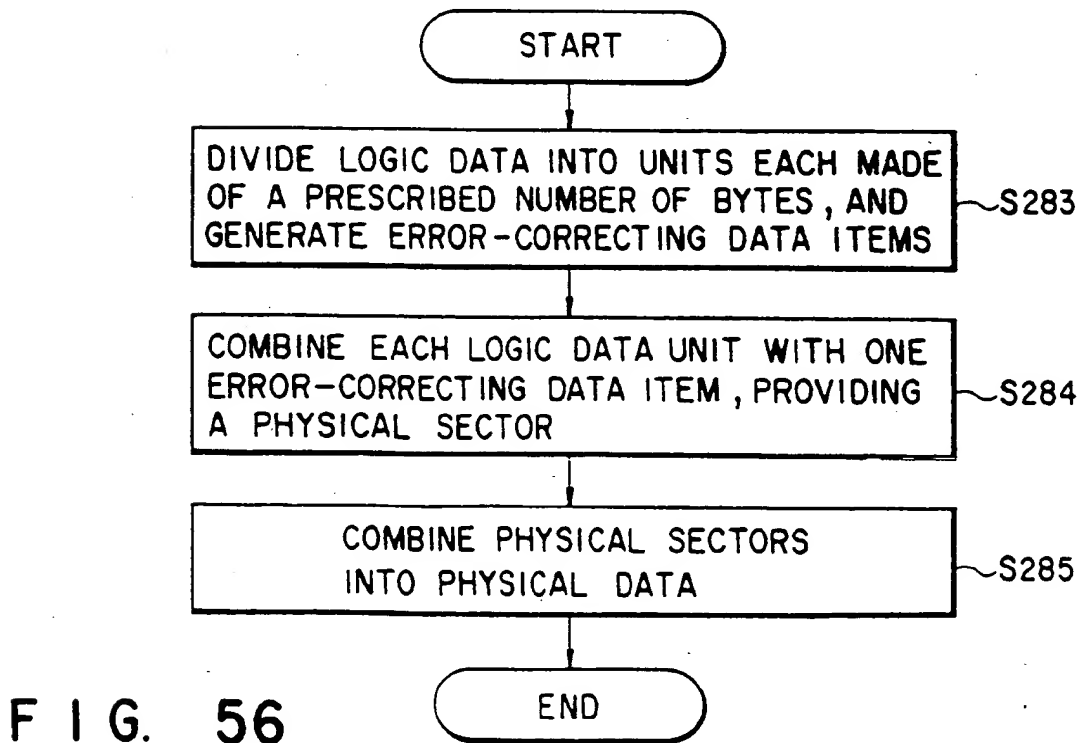 START
DIVIDE LOGIC DATA INTO UNITS EACH MADE
OF A PRESCRIBED NUMBER OF BYTES, AND
GENERATE ERROR-CORRECTING DATA ITEMS
S283
COMBINE EACH LOGIC DATA UNIT WITH ONE
ERROR-CORRECTING DATA ITEM, PROVIDING
A PHYSICAL SECTOR
S284
COMBINE PHYSICAL SECTORS
INTO PHYSICAL DATA
S285
END
FIG. 56